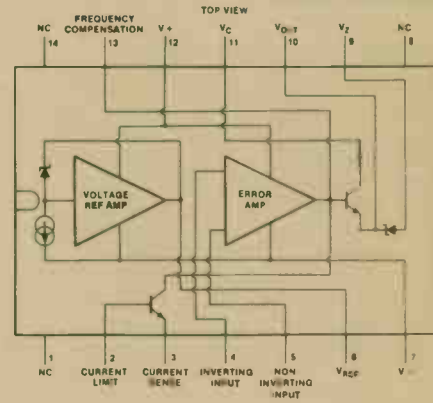 TOP VIEW
NC
FREQUENCY
COMPENSATION
V+
VC
VOUT
VZ
NC
14
13
12
11
10
9
8
VOLTAGE
REF AMP
ERROR
AMP
1
2
3
4
5
6
7
NC
CURRENT
LIMIT
CURRENT
SENSE
INVERTING
INPUT
NON
INVERTING
INPUT
VREF